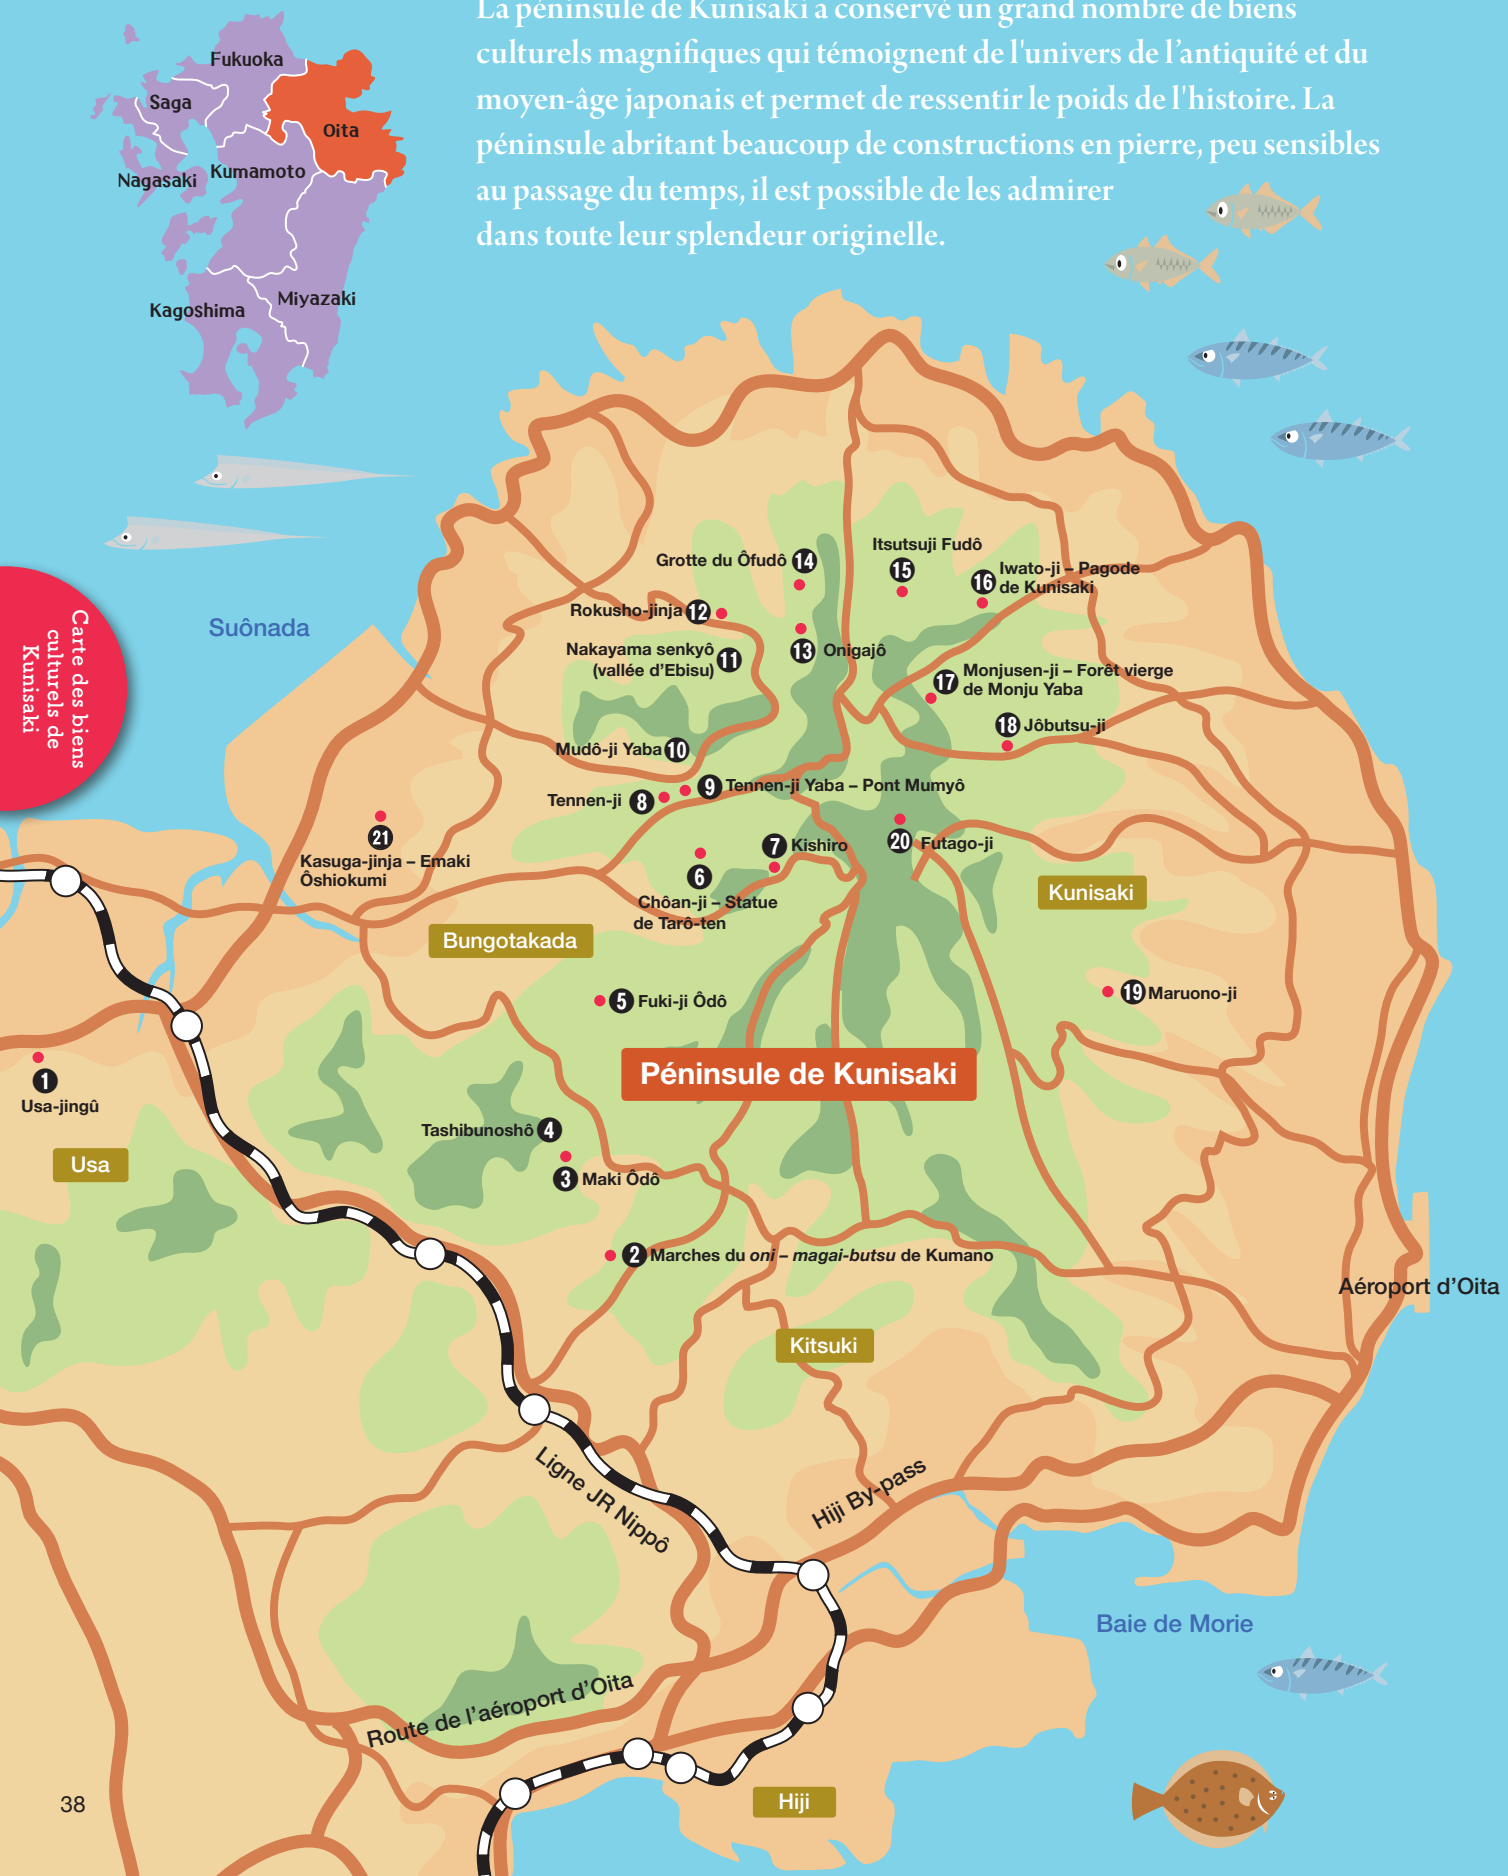 La péninsule de Kunisaki a conservé un grand nombre de biens
culturels magnifiques qui témoignent de l'univers de l’antiquité et du
moyen-âge japonais et permet de ressentir le poids de l'histoire. La
péninsule abritant beaucoup de constructions en pierre, peu sensibles
au passage du temps, il est possible de les admirer
dans toute leur splendeur originelle.
Fukuoka
Saga
Oita
Nagasaki
Kumamoto
Miyazaki
Kagoshima
Carte des biens
culturels de
Kunisaki
Suônada
Grotte du Ôfudô 14
Itsutsuji Fudô
15
16 Iwato-ji – Pagode
de Kunisaki
Rokusho-jinja 12
Nakayama senkyô
(vallée d’Ebisu) 11
13 Onigajô
17 Monjusen-ji – Forêt vierge
de Monju Yaba
18 Jôbutsu-ji
Mudô-ji Yaba 10
9 Tennen-ji Yaba – Pont Mumyô
Tennen-ji 8
21
Kasuga-jinja – Emaki
Ôshiokumi
7 Kishiro
20 Futago-ji
6
Chôan-ji – Statue
de Tarô-ten
Kunisaki
Bungotakada
5 Fuki-ji Ôdô
19 Maruono-ji
Péninsule de Kunisaki
1
Usa-jingû
Tashibunoshô 4
Usa
3 Maki Ôdô
2 Marches du oni – magai-butsu de Kumano
Aéroport d’Oita
Kitsuki
Ligne JR Nippô
Hiji By-pass
Baie de Morie
Route de l’aéroport d’Oita
Hiji
38